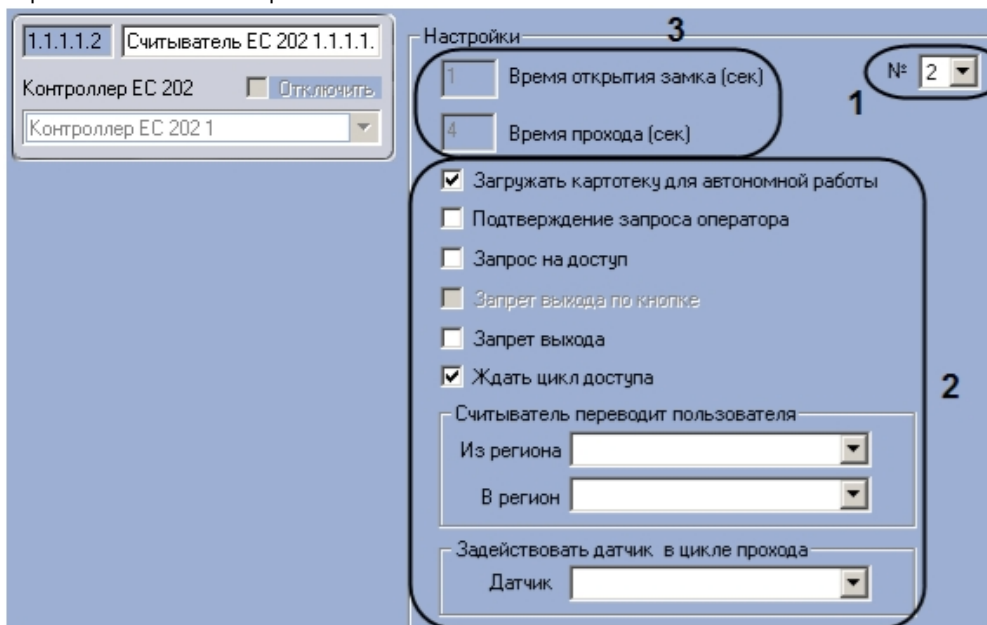 1.1.1.1.2 Считыватель ЕС 202 1.1.1.1.
Контроллер ЕС 202 Отключить
Контроллер ЕС 202 1
Настройки
3
1 Время открытия замка (сек)
4 Время прохода (сек)
№ 2
1
Загружать картотеку для автономной работы
Подтверждение запроса оператора
Запрос на доступ
Запрет выхода по кнопке
Запрет выхода
Ждать цикл доступа
2
Считыватель переводит пользователя
Из региона
В регион
Задействовать датчик в цикле прохода
Датчик